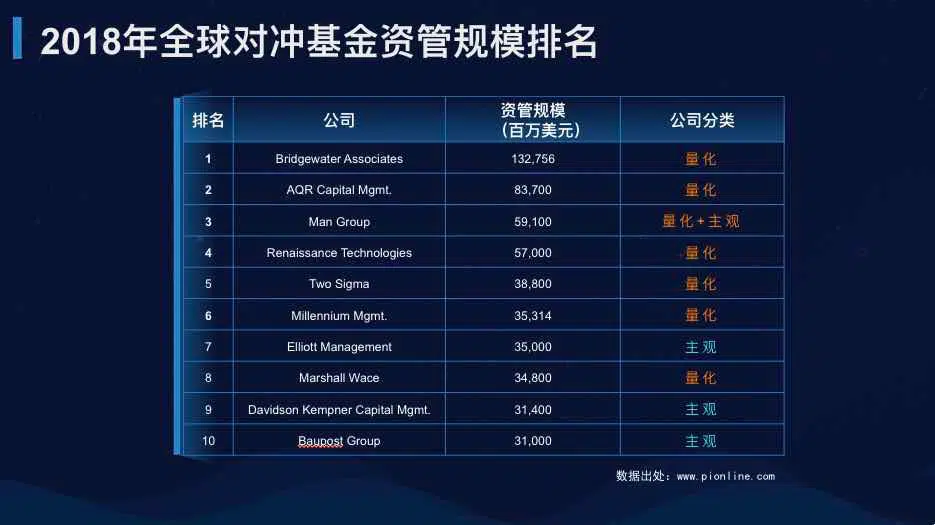 2018年全球对冲基金资管规模排名
排名 公司 资管规模 公司分类
(百万美元)
1 Bridgewater Associates 132,756 量化
2 AQR Capital Mgmt. 83,700 量化
3 Man Group 59,100 量化+主观
4 Renaissance Technologies 57,000 量化
5 Two Sigma 38,800 量化
6 Millennium Mgmt. 35,314 量化
7 Elliott Management 35,000 主观
8 Marshall Wace 34,800 量化
9 Davidson Kempner Capital Mgmt. 31,400 主观
10 Baupost Group 31,000 主观
数据出处：www.pionline.com